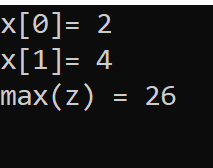 x[0]= 2
x[1]= 4
max(z) = 26